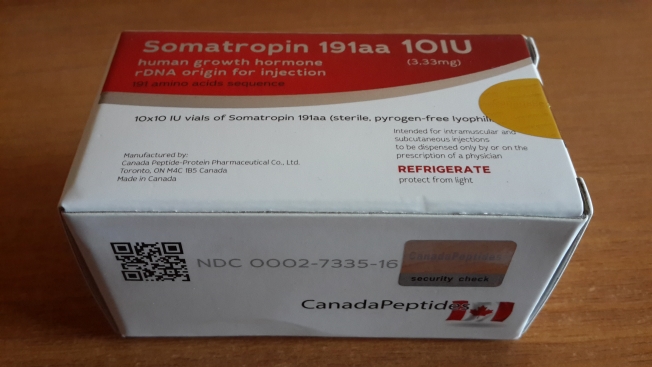 Somatropin 191aa 10IU
human growth hormone (3,33mg)
rDNA origin for injection
191 amino acids sequence
10x10 IU vials of Somatropin 191aa (sterile, pyrogen-free
Intended for intramuscular and
subcutaneous injections
to be dispensed only by or on the
prescription of a physician
Manufactured by:
Canada Peptide-Protein Pharmaceutical Co., Ltd.
Toronto, ON M4C 1B5 Canada
Made in Canada
REFRIGERATE
protect from light
NDC 0002-7335-16
CanadaPeptides
security check
CanadaPeptides